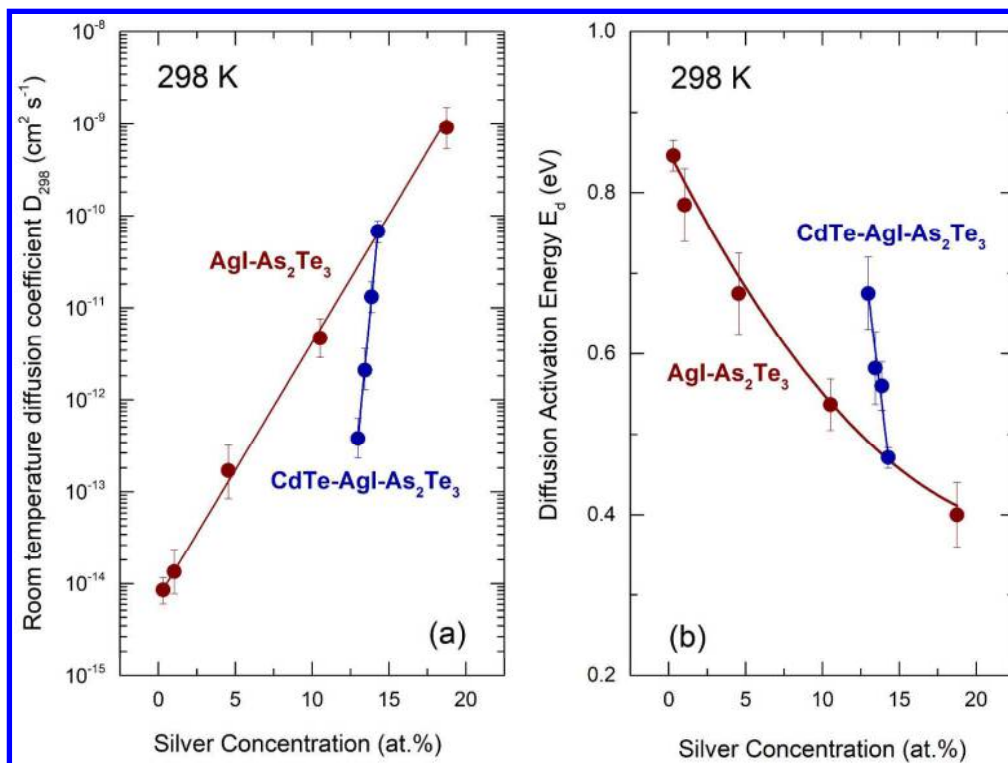 298 K
AgI-As₂Te₃
CdTe-AgI-As₂Te₃
(a)
Room temperature diffusion coefficient D₂₉₈ (cm² s⁻¹)
10⁻⁸
10⁻⁹
10⁻¹⁰
10⁻¹¹
10⁻¹²
10⁻¹³
10⁻¹⁴
10⁻¹⁵
0 5 10 15 20
Silver Concentration (at.%)
298 K
CdTe-AgI-As₂Te₃
AgI-As₂Te₃
(b)
Diffusion Activation Energy E_d (eV)
1.0
0.8
0.6
0.4
0.2
0 5 10 15 20
Silver Concentration (at.%)